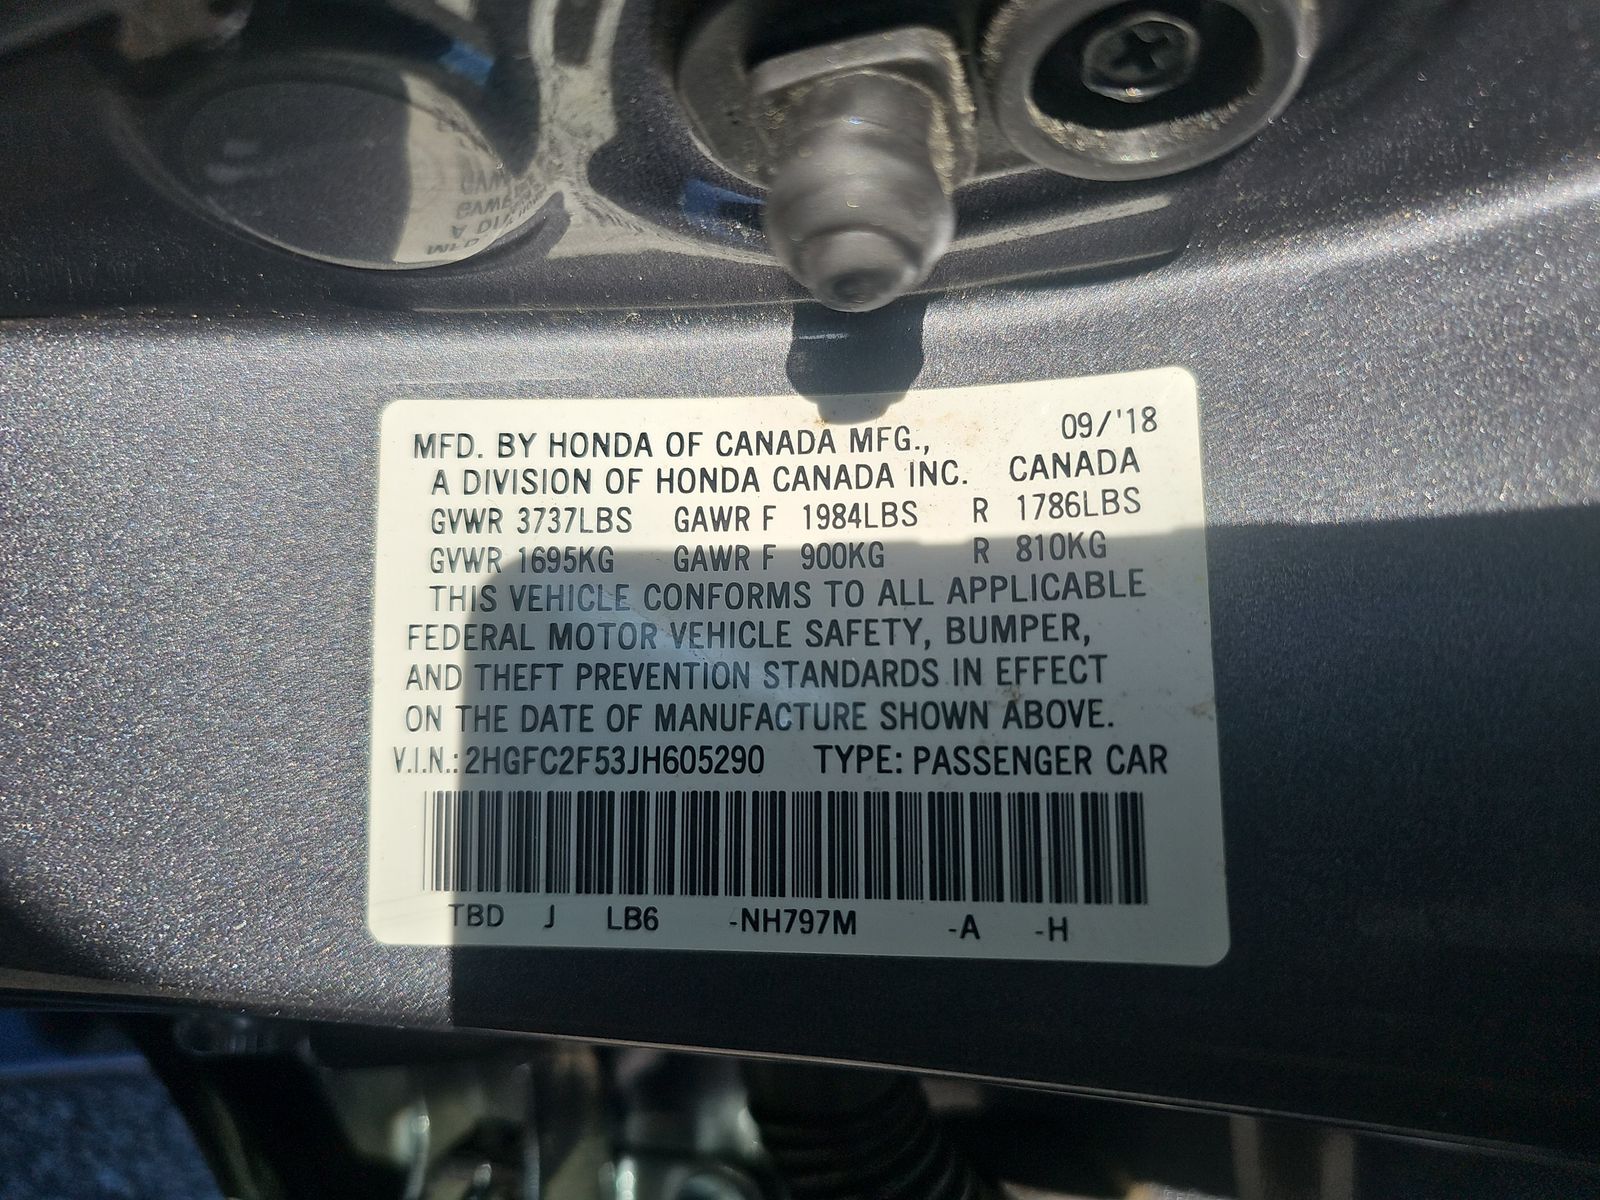 MFD. BY HONDA OF CANADA MFG., 09/'18
A DIVISION OF HONDA CANADA INC. CANADA
GVWR 3737LBS GAWR F 1984LBS R 1786LBS
GVWR 1695KG GAWR F 900KG R 810KG
THIS VEHICLE CONFORMS TO ALL APPLICABLE
FEDERAL MOTOR VEHICLE SAFETY, BUMPER,
AND THEFT PREVENTION STANDARDS IN EFFECT
ON THE DATE OF MANUFACTURE SHOWN ABOVE.
V.I.N.: 2HGFC2F53JH605290 TYPE: PASSENGER CAR
TBD J LB6 -NH797M -A -H